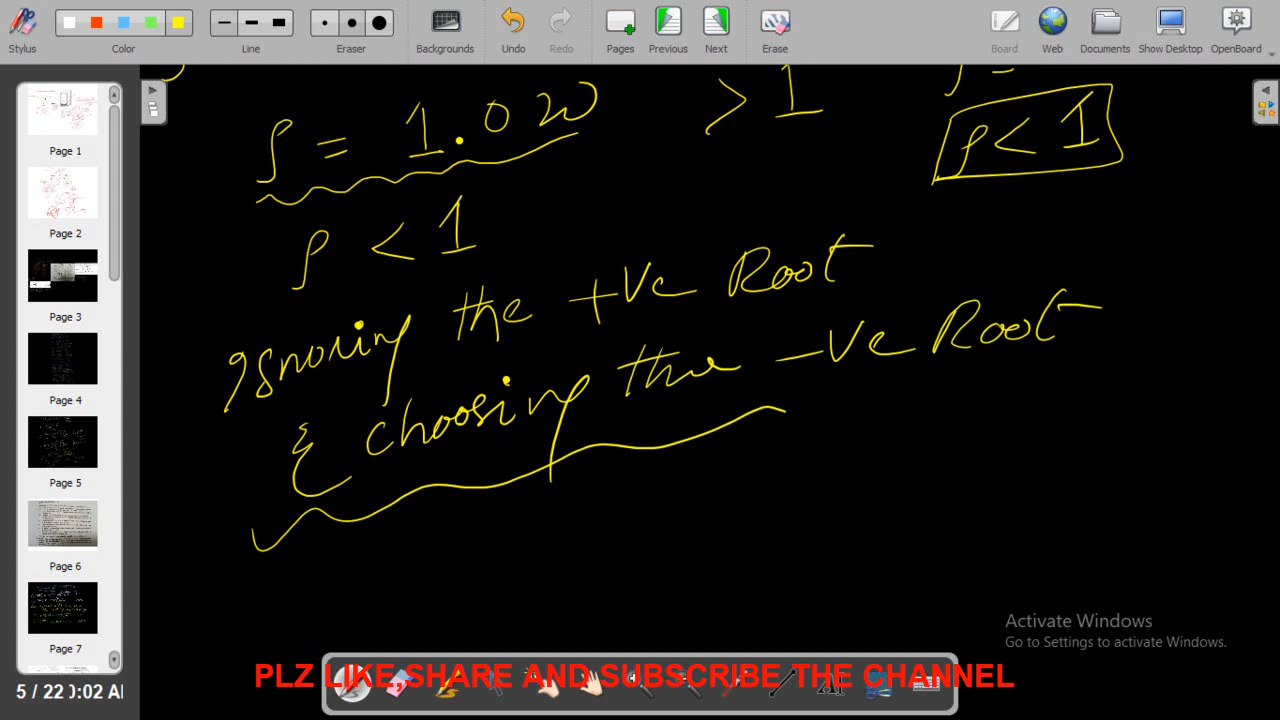 Stylus
Color
Line
Eraser
Backgrounds
Undo
Redo
Pages
Previous
Next
Erase
Board
Web
Documents
Show Desktop
OpenBoard
> 1
ρ < 1
ρ < 1
Ignoring the +ve Root
& choosing the -ve Root
Page 1
Page 2
Page 3
Page 4
Page 5
Page 6
Page 7
5 / 22
Activate Windows
Go to Settings to activate Windows.
PLZ LIKE,SHARE AND SUBSCRIBE THE CHANNEL